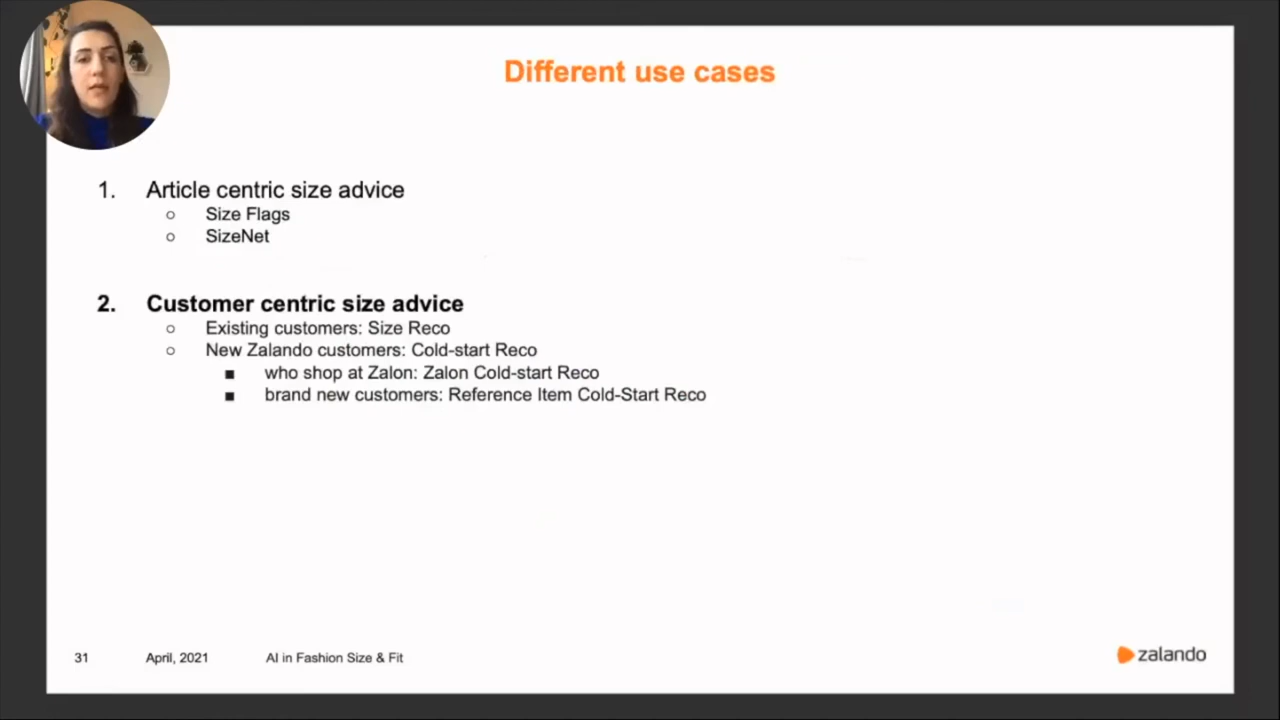 Different use cases
1. Article centric size advice
○ Size Flags
○ SizeNet
2. Customer centric size advice
○ Existing customers: Size Reco
○ New Zalando customers: Cold-start Reco
■ who shop at Zalon: Zalon Cold-start Reco
■ brand new customers: Reference Item Cold-Start Reco
31 April, 2021 AI in Fashion Size & Fit
zalando